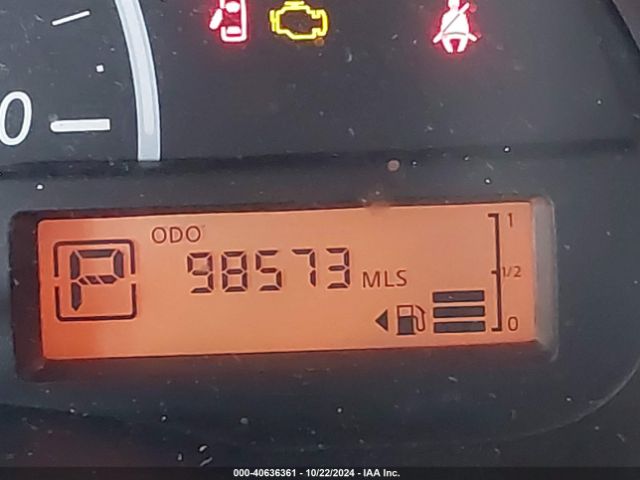 0
ODO
P
98573 MLS
1
1/2
0
000-40636361 - 10/22/2024 - IAA Inc.